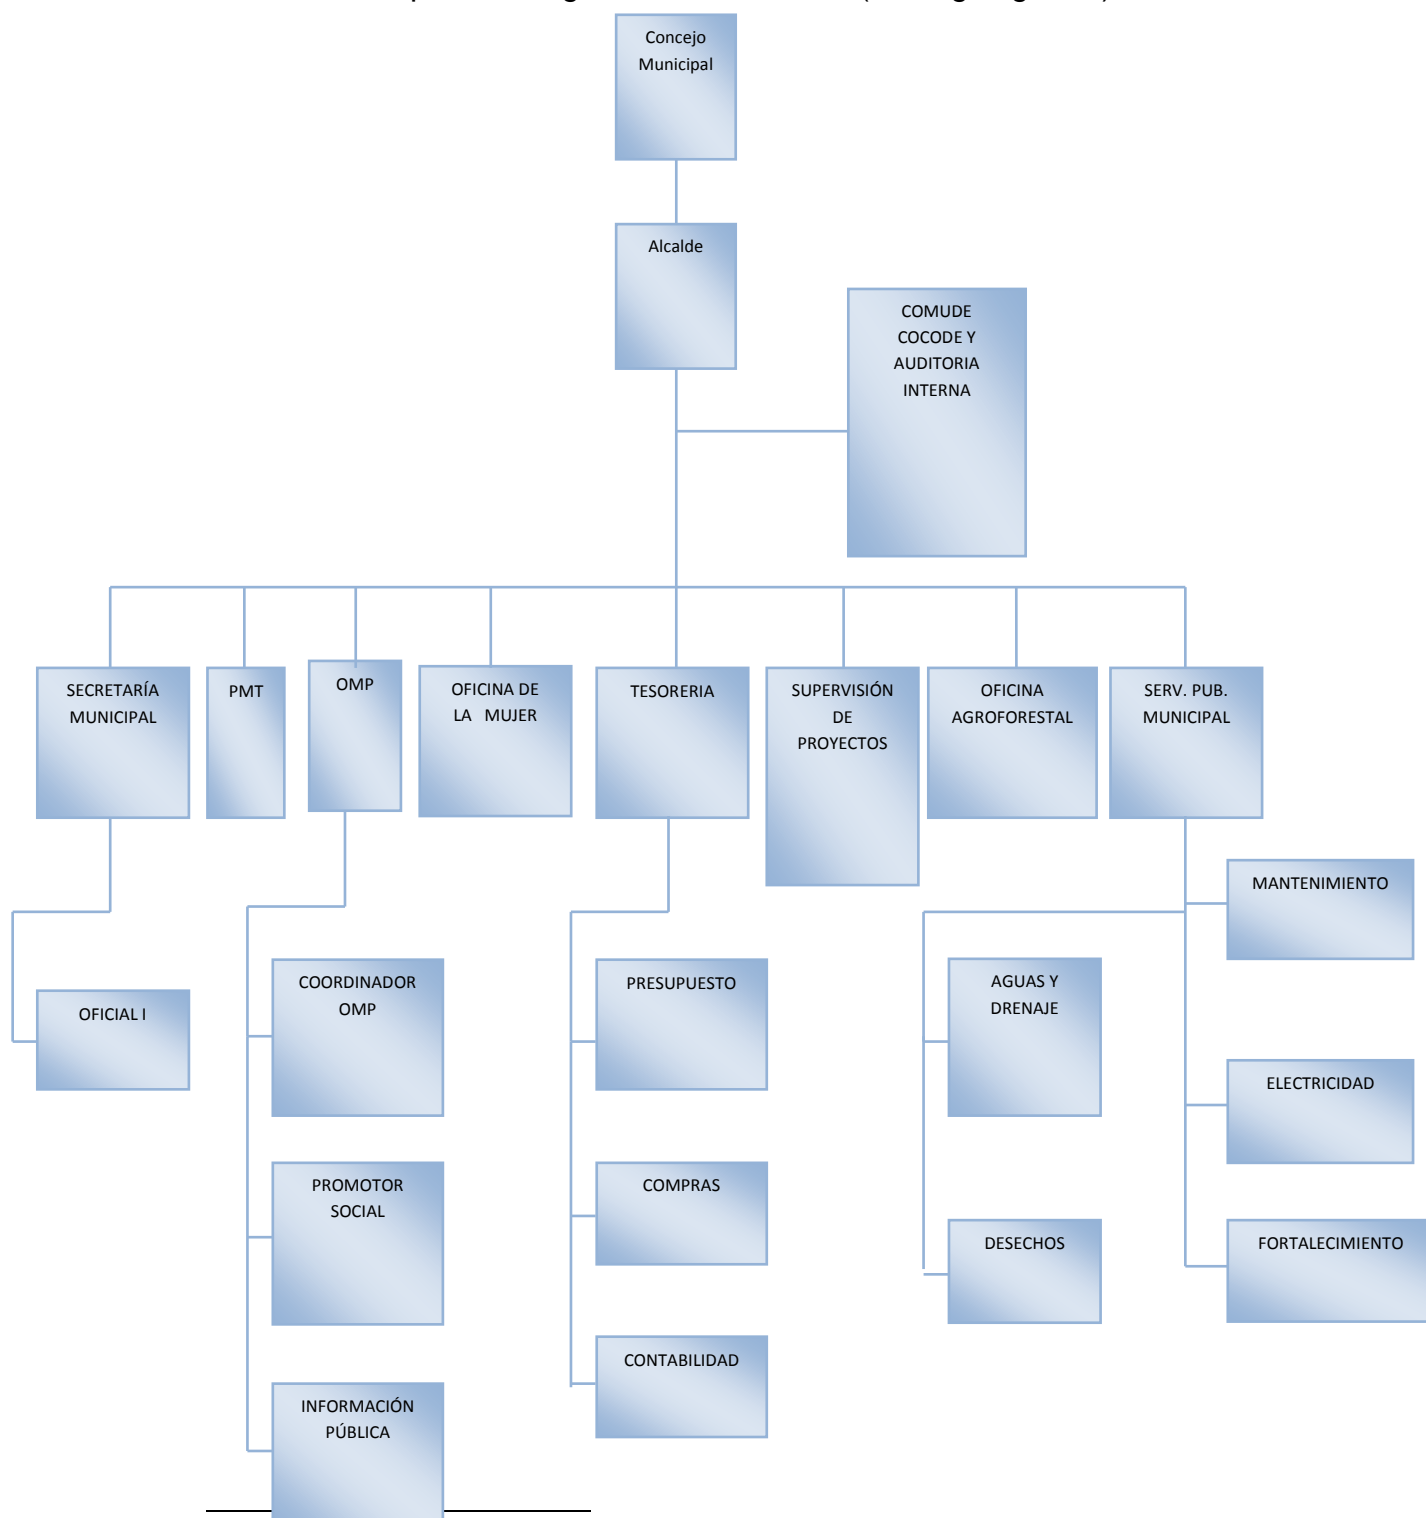 Concejo
Municipal
Alcalde
COMUDE
COCODE Y
AUDITORIA
INTERNA
SECRETARÍA
MUNICIPAL
PMT
OMP
OFICINA DE
LA MUJER
TESORERIA
SUPERVISIÓN
DE
PROYECTOS
OFICINA
AGROFORESTAL
SERV. PUB.
MUNICIPAL
MANTENIMIENTO
OFICIAL I
COORDINADOR
OMP
PRESUPUESTO
AGUAS Y
DRENAJE
ELECTRICIDAD
PROMOTOR
SOCIAL
COMPRAS
DESECHOS
FORTALECIMIENTO
CONTABILIDAD
INFORMACIÓN
PÚBLICA